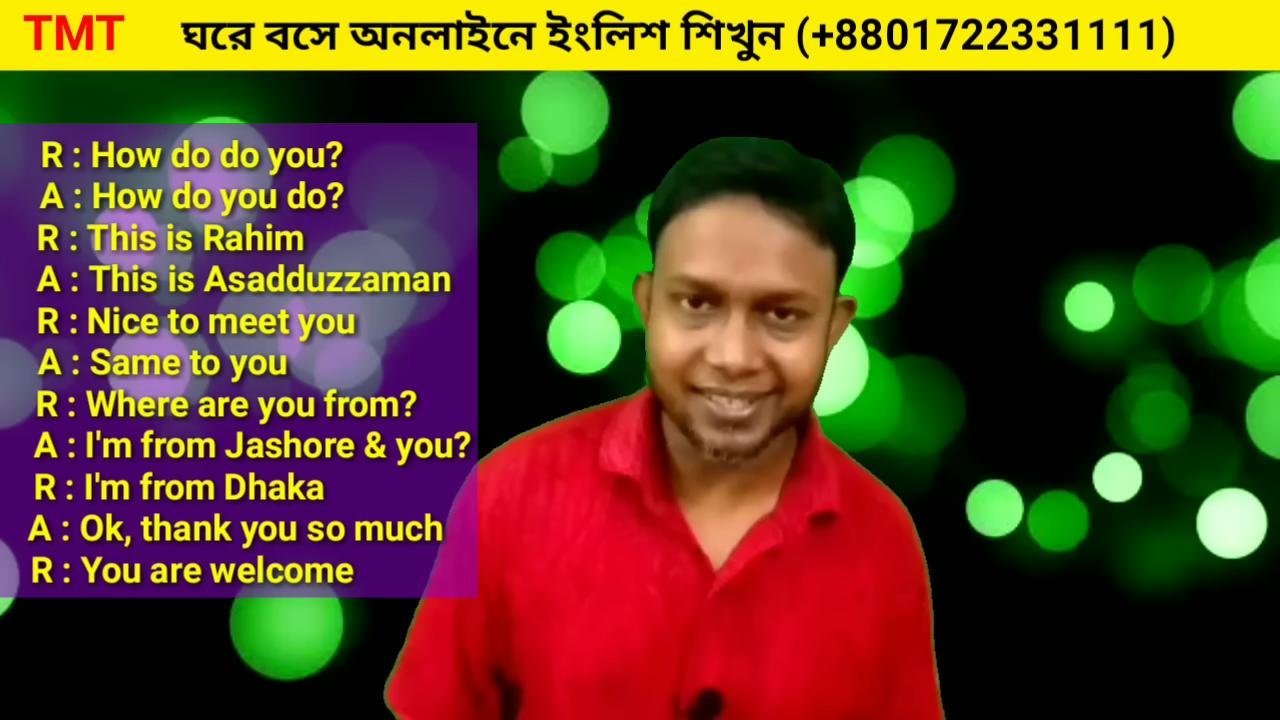 TMT ঘরে বসে অনলাইনে ইংলিশ শিখুন (+8801722331111)
R : How do do you?
A : How do you do?
R : This is Rahim
A : This is Asadduzzaman
R : Nice to meet you
A : Same to you
R : Where are you from?
A : I'm from Jashore & you?
R : I'm from Dhaka
A : Ok, thank you so much
R : You are welcome